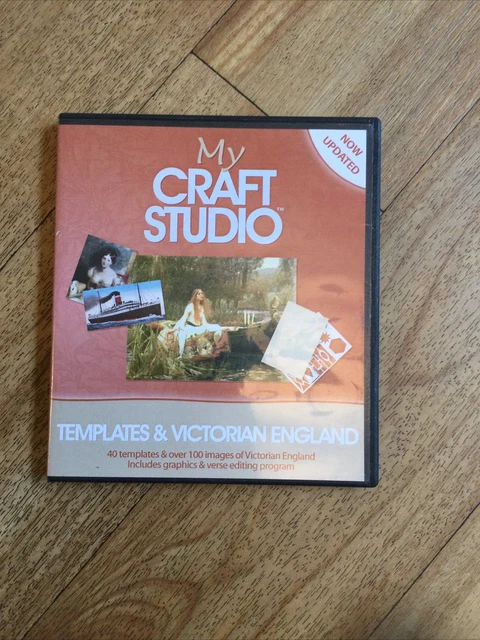 NOW
UPDATED
My
CRAFT
STUDIO™
TEMPLATES & VICTORIAN ENGLAND
40 templates & over 100 images of Victorian England
Includes graphics & verse editing program